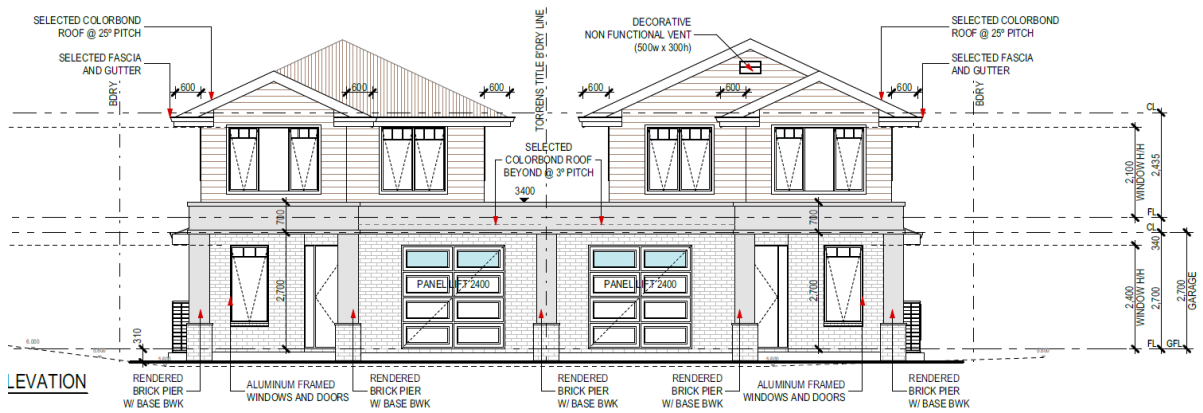 SELECTED COLORBOND
ROOF @ 25º PITCH
SELECTED FASCIA
AND GUTTER
BDRY
600
600
600
TORRENS TITLE B'DRY LINE
DECORATIVE
NON FUNCTIONAL VENT
(500w x 300h)
600
600
600
SELECTED COLORBOND
ROOF @ 25º PITCH
SELECTED FASCIA
AND GUTTER
BDRY
CL
2,100
WINDOW H/H
2,435
FL
CL
SELECTED
COLORBOND ROOF
BEYOND @ 3º PITCH
3400
700
700
340
2,400
WINDOW H/H
2,700
2,700
GARAGE
FL
GFL
2,700
PANEL LIFT 2400
PANEL LIFT 2400
2,700
310
LEVATION
RENDERED
BRICK PIER
W/ BASE BWK
ALUMINUM FRAMED
WINDOWS AND DOORS
RENDERED
BRICK PIER
W/ BASE BWK
RENDERED
BRICK PIER
W/ BASE BWK
RENDERED
BRICK PIER
W/ BASE BWK
ALUMINUM FRAMED
WINDOWS AND DOORS
RENDERED
BRICK PIER
W/ BASE BWK